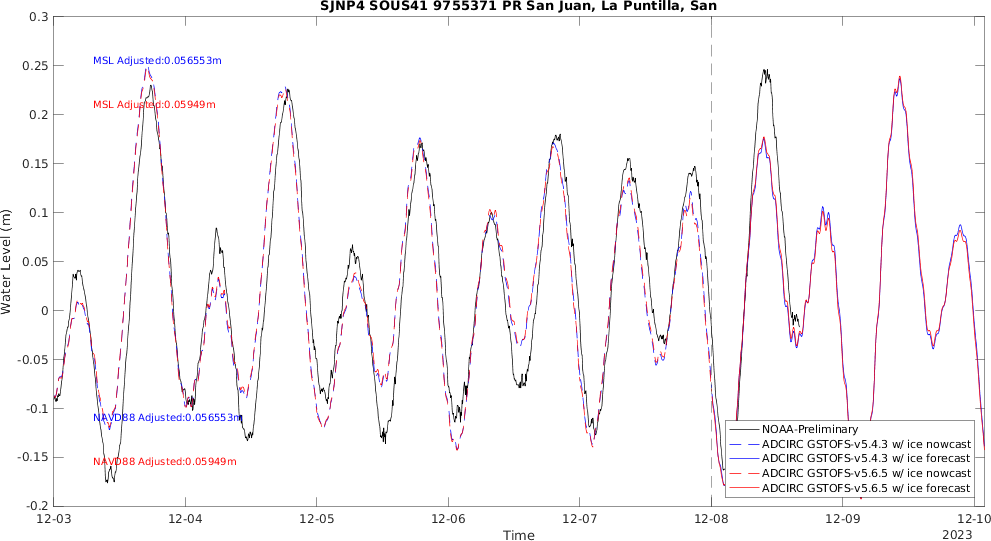 SJNP4 SOUS41 9755371 PR San Juan, La Puntilla, San
0.3
0.25
0.2
0.15
0.1
0.05
0
-0.05
-0.1
-0.15
-0.2
Water Level (m)
MSL Adjusted:0.056553m
MSL Adjusted:0.05949m
NAVD88 Adjusted:0.056553m
NAVD88 Adjusted:0.05949m
NOAA-Preliminary
ADCIRC GSTOFS-v5.4.3 w/ ice nowcast
ADCIRC GSTOFS-v5.4.3 w/ ice forecast
ADCIRC GSTOFS-v5.6.5 w/ ice nowcast
ADCIRC GSTOFS-v5.6.5 w/ ice forecast
12-03 12-04 12-05 12-06 12-07 12-08 12-09 12-10
Time
2023